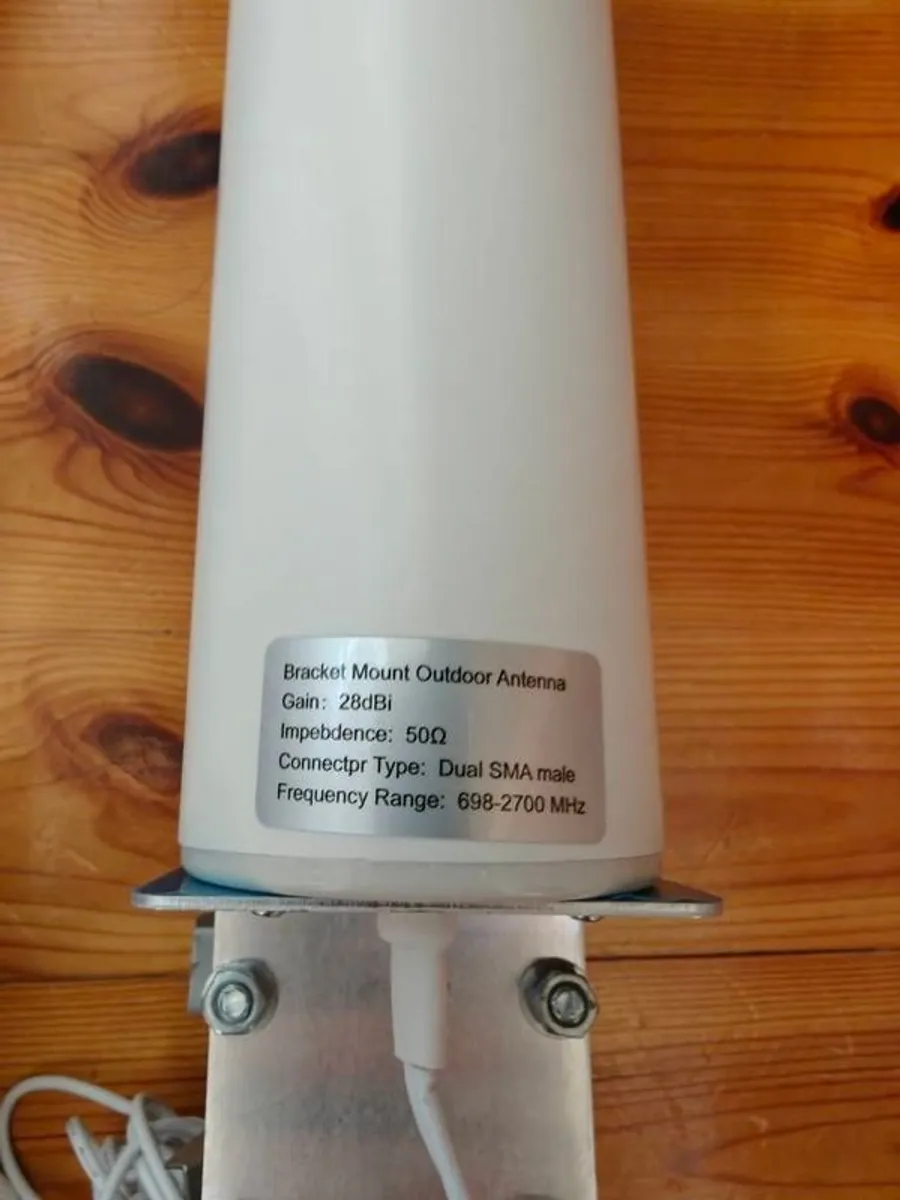 Bracket Mount Outdoor Antenna
Gain: 28dBi
Impebdence: 50Ω
Connectpr Type: Dual SMA male
Frequency Range: 698-2700 MHz